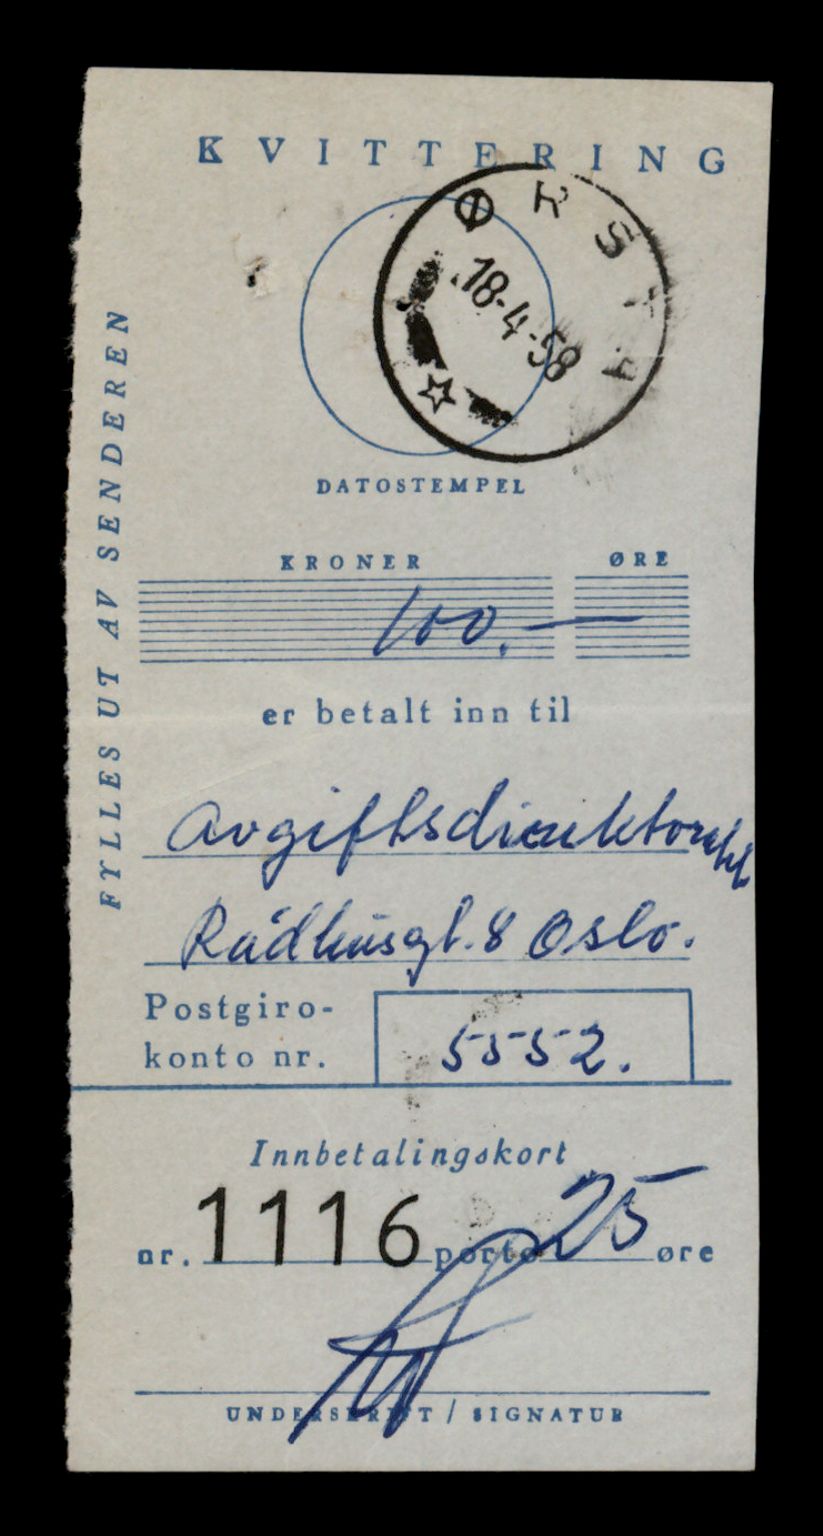 KVITTERING
ØRSTA
18-4-58
DATOSTEMPEL
FYLLES UT AV SENDEREN
KRONER ØRE
100.—
er betalt inn til
Avgiftsdirektoratet
Rådhusgt. 8 Oslo.
Postgiro-
konto nr. 5552.
Innbetalingskort
nr. 1116 porto 25 øre
UNDERSKRIFT / SIGNATUR